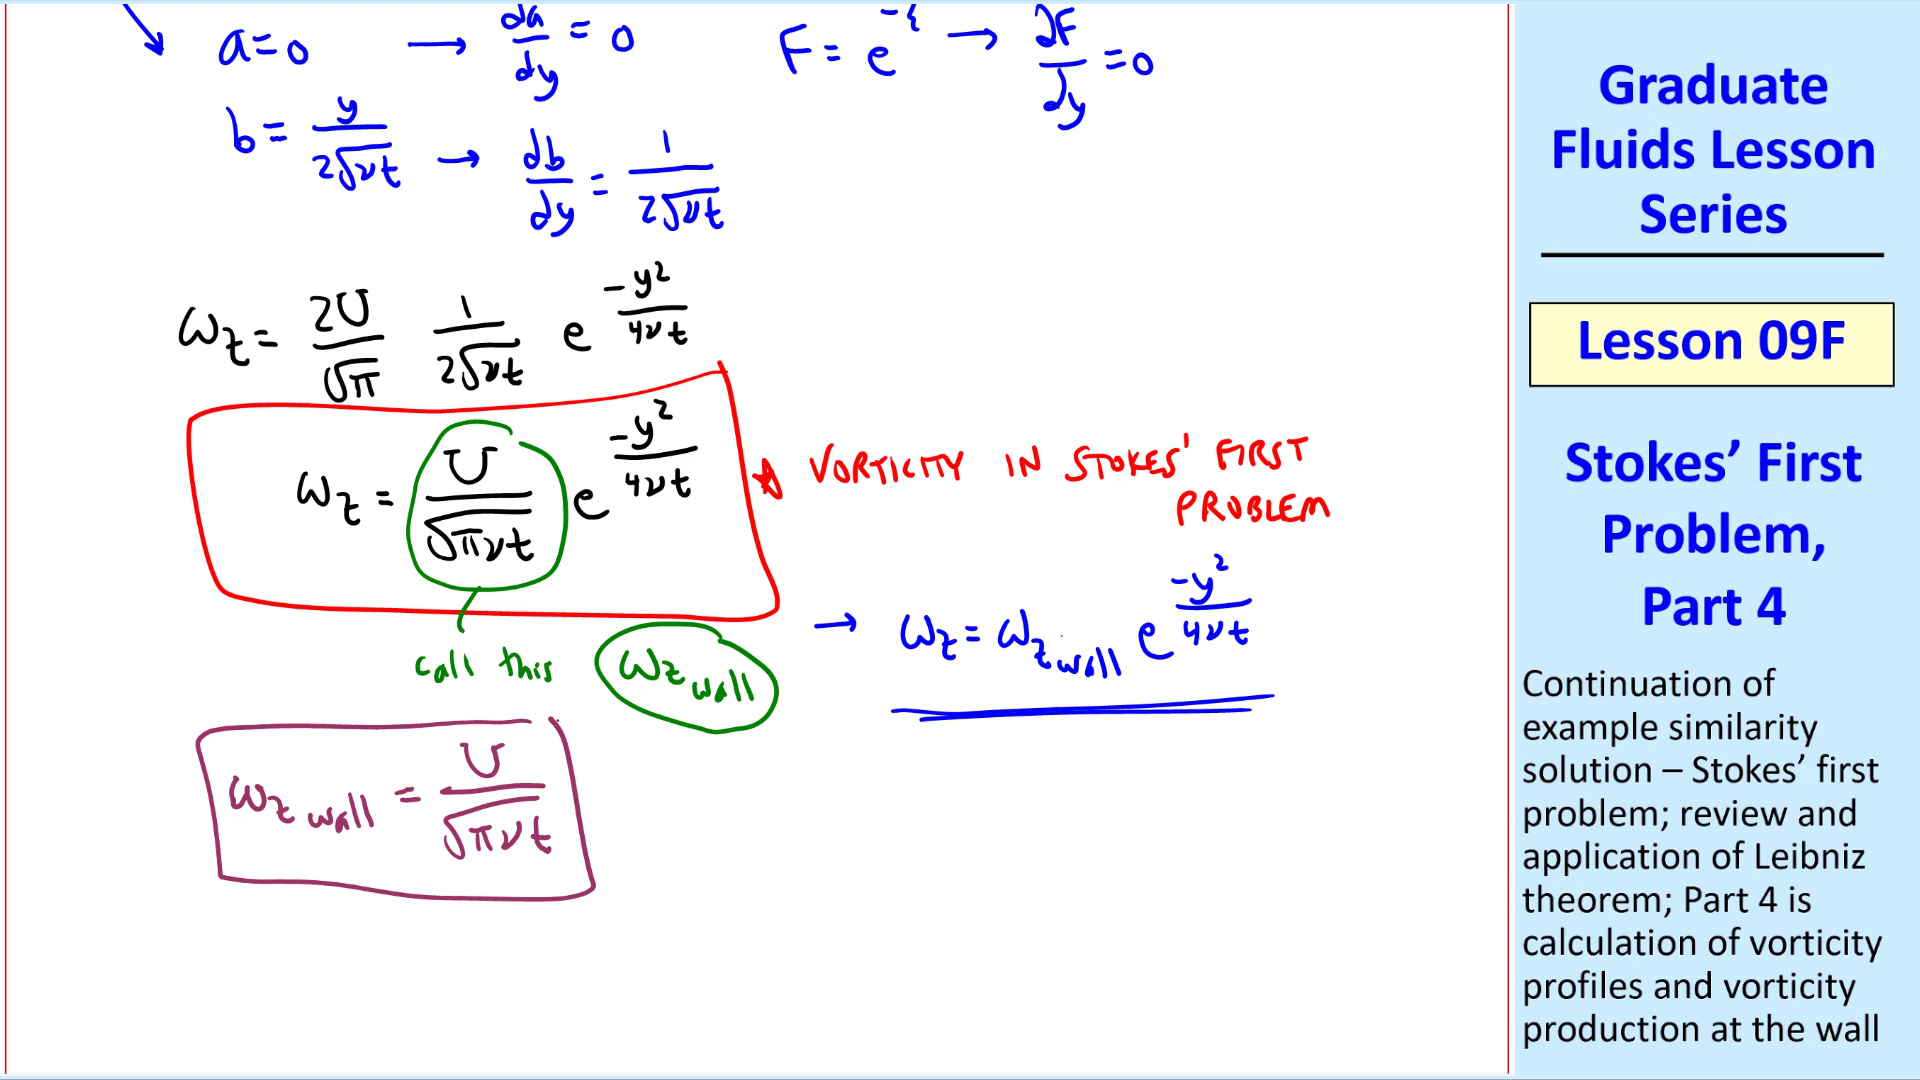 a = 0 → da/dy = 0 F = e^-ξ → ∂F/∂y = 0
b = y/(2√νt) → db/dy = 1/(2√νt)
ω_z = 2U/√π 1/(2√νt) e^(-y²/4νt)
ω_z = U/√πνt e^(-y²/4νt)
VORTICITY IN STOKES' FIRST
PROBLEM
→ ω_z = ω_z wall e^(-y²/4νt)
call this ω_z wall
ω_z wall = U/√πνt
Graduate
Fluids Lesson
Series
Lesson 09F
Stokes’ First
Problem,
Part 4
Continuation of
example similarity
solution – Stokes’ first
problem; review and
application of Leibniz
theorem; Part 4 is
calculation of vorticity
profiles and vorticity
production at the wall